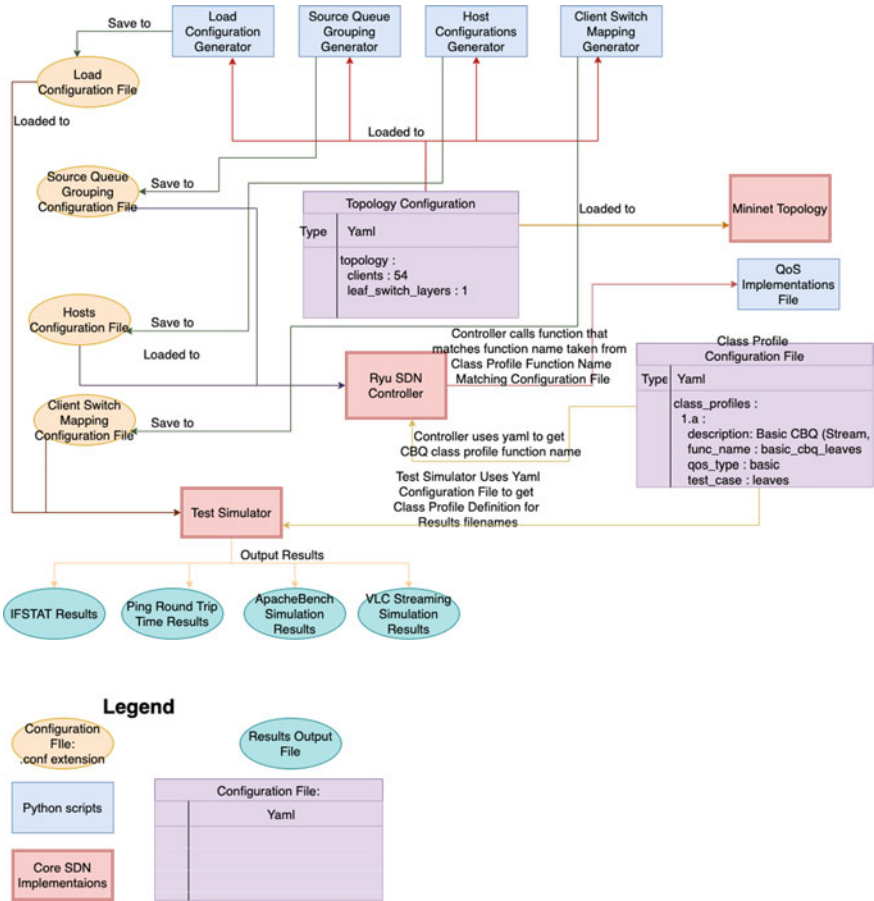 Load
Configuration
Generator
Source Queue
Grouping
Generator
Host
Configurations
Generator
Client Switch
Mapping
Generator
Save to
Load
Configuration File
Loaded to
Loaded to
Source Queue
Grouping
Configuration File
Save to
Topology Configuration
Type
Yaml
topology :
clients : 54
leaf_switch_layers : 1
Loaded to
Mininet Topology
QoS
Implementations
File
Hosts
Configuration File
Save to
Loaded to
Controller calls function that
matches function name taken from
Class Profile Function Name
Matching Configuration File
Ryu SDN
Controller
Class Profile
Configuration File
Type
Yaml
class_profiles :
1.a :
description: Basic CBQ (Stream,
func_name : basic_cbq_leaves
qos_type : basic
test_case : leaves
Client Switch
Mapping
Configuration File
Save to
Controller uses yaml to get
CBQ class profile function name
Test Simulator Uses Yaml
Configuration File to get
Class Profile Definition for
Results filenames
Test Simulator
Output Results
IFSTAT Results
Ping Round Trip
Time Results
ApacheBench
Simulation
Results
VLC Streaming
Simulation
Results
Legend
Configuration
FIle:
.conf extension
Results Output
File
Python scripts
Configuration File:
Yaml
Core SDN
Implementaions